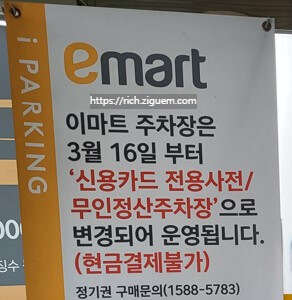 i PARKING
emart
https://rich.ziguem.com
이마트 주차장은
3월 16일 부터
'신용카드 전용사전/
무인정산주차장'으로
변경되어 운영됩니다.
(현금결제불가)
정기권 구매문의(1588-5783)